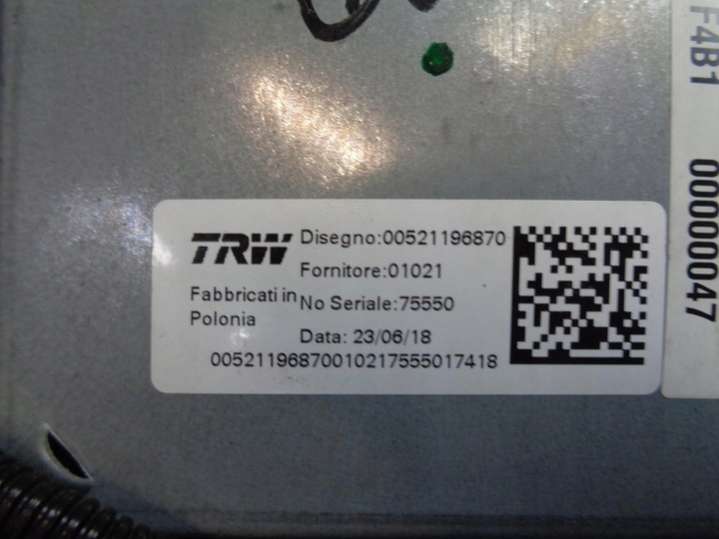 TRW
Disegno:00521196870
Fornitore:01021
Fabbricati in
Polonia
No Seriale:75550
Data: 23/06/18
00521196870010217555017418
F4B1
00000047